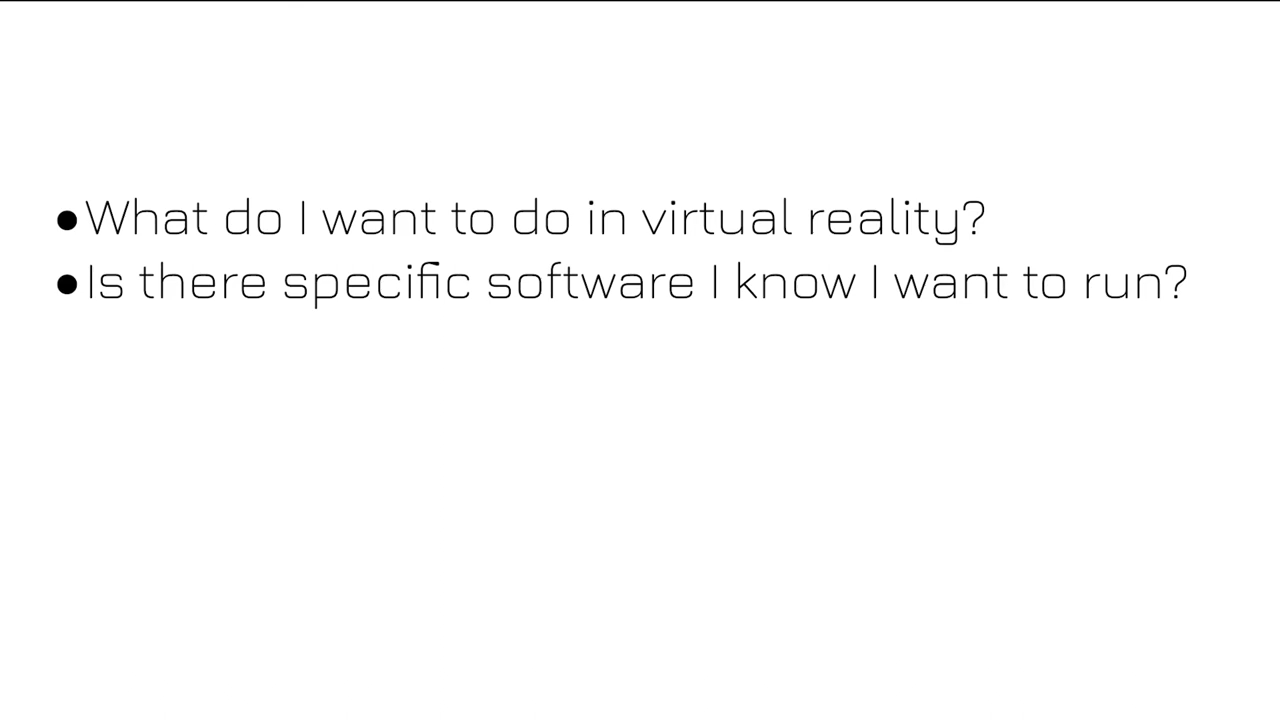 ●What do I want to do in virtual reality?
●Is there specific software I know I want to run?